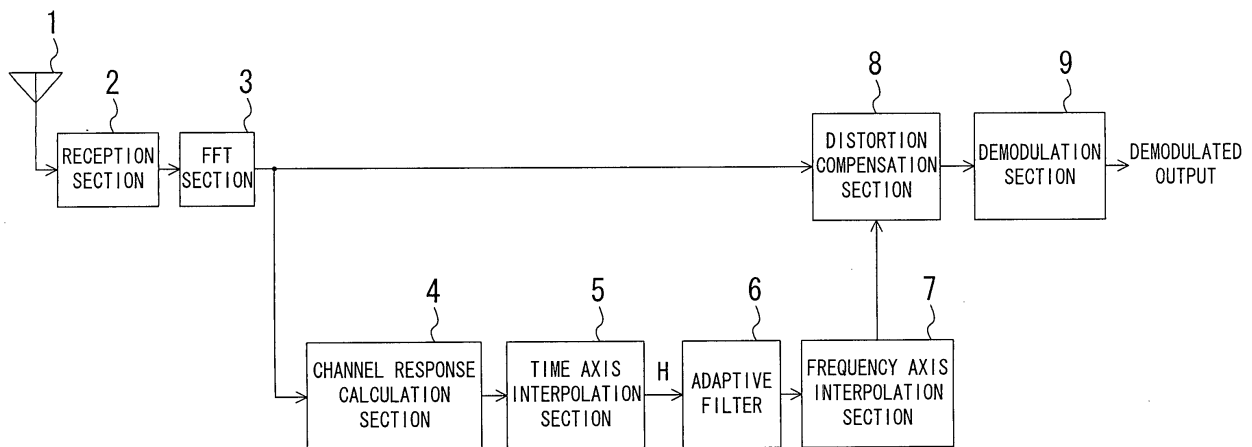 1
2
3
8
9
RECEPTION
SECTION
FFT
SECTION
DISTORTION
COMPENSATION
SECTION
DEMODULATION
SECTION
DEMODULATED
OUTPUT
4
5
6
7
CHANNEL RESPONSE
CALCULATION
SECTION
TIME AXIS
INTERPOLATION
SECTION
H
ADAPTIVE
FILTER
FREQUENCY AXIS
INTERPOLATION
SECTION